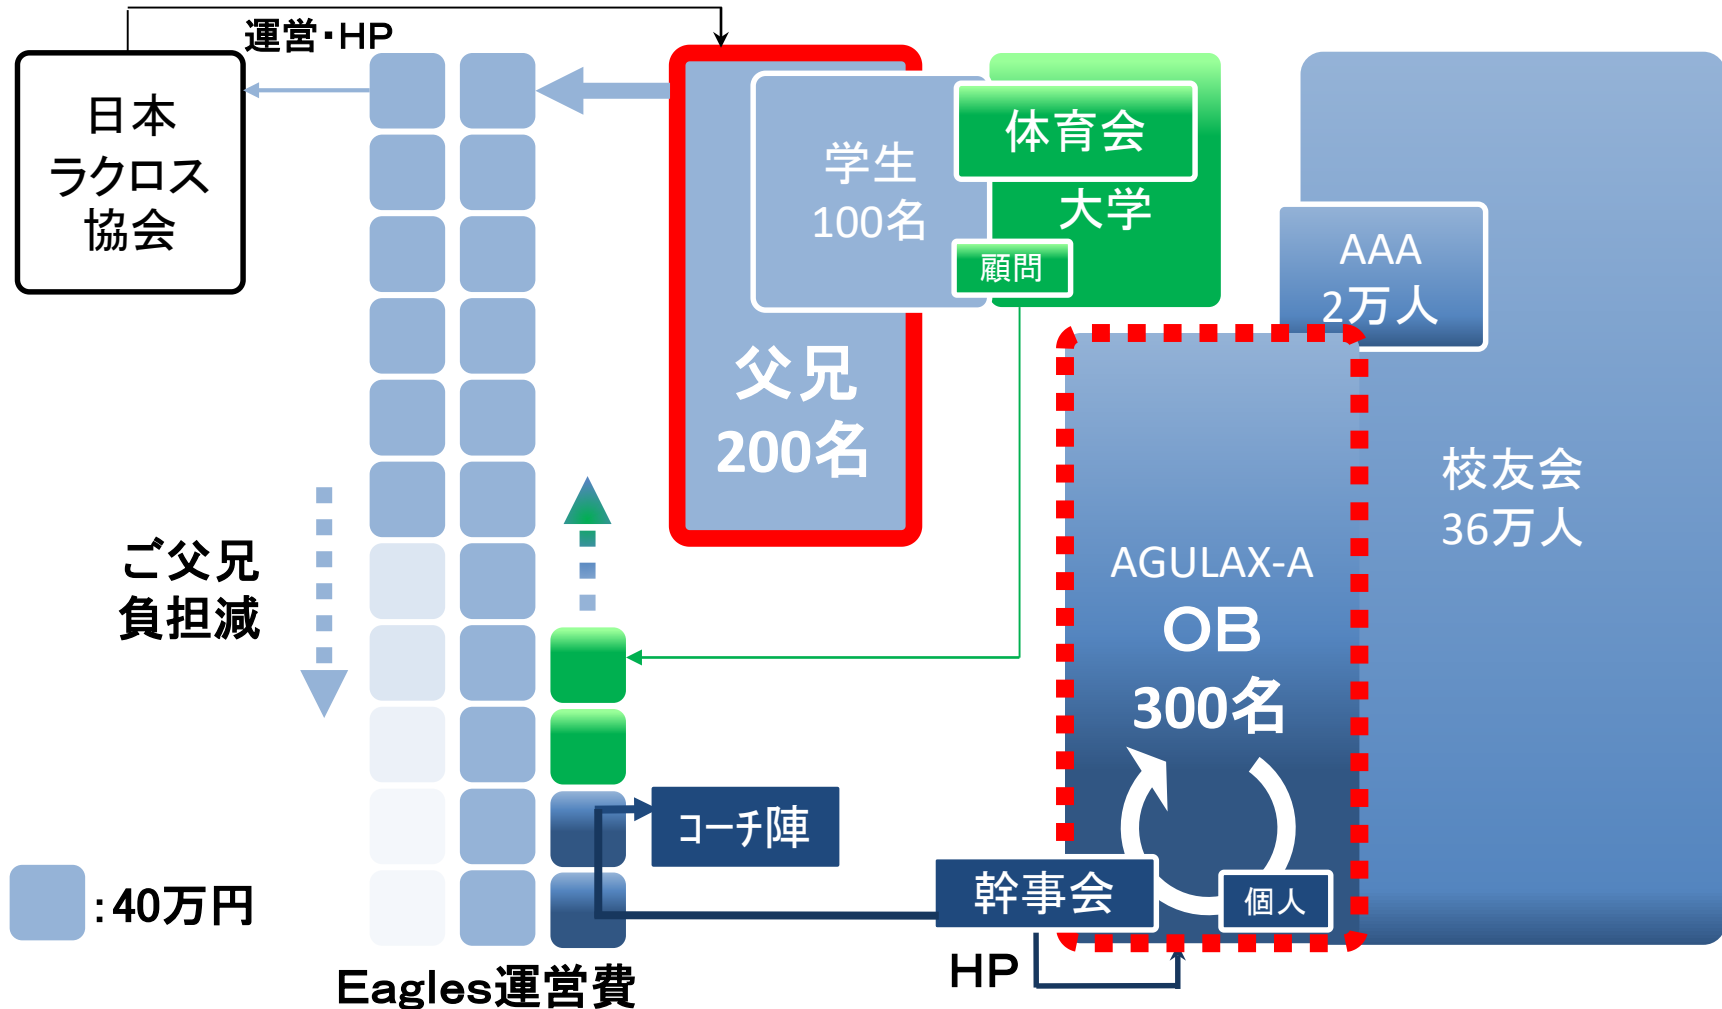 運営・HP
日本
ラクロス
協会
学生
100名
体育会
大学
顧問
AAA
2万人
父兄
200名
校友会
36万人
ご父兄
負担減
AGULAX-A
OB
300名
コーチ陣
幹事会
個人
:40万円
HP
Eagles運営費